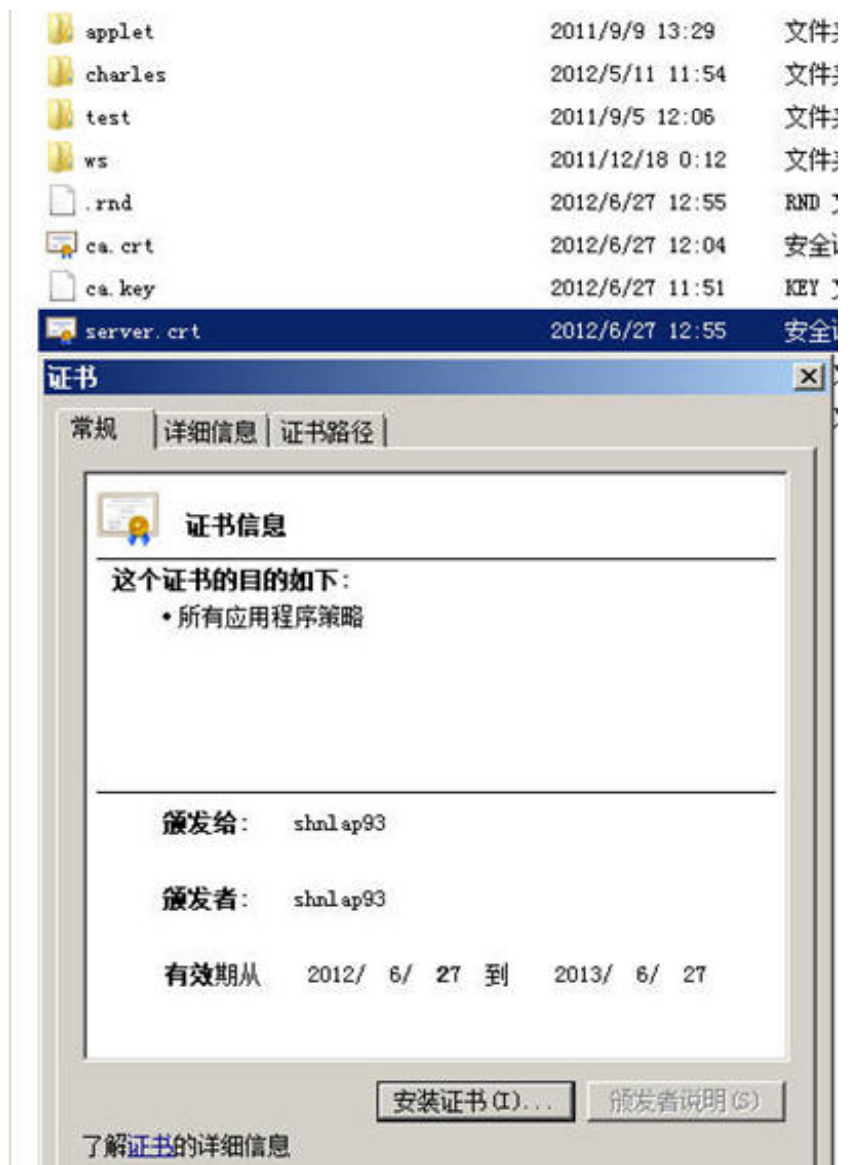 applet 2011/9/9 13:29 文件夹
charles 2012/5/11 11:54 文件
test 2011/9/5 12:06 文件
ws 2011/12/18 0:12 文件
.rnd 2012/6/27 12:55 RND
ca.crt 2012/6/27 12:04 安全
ca.key 2012/6/27 11:51 KEY
server.crt 2012/6/27 12:55 安全
证书
常规 详细信息 证书路径
证书信息
这个证书的目的如下:
•所有应用程序策略
颁发给: shnlap93
颁发者: shnlap93
有效期从 2012/ 6/ 27 到 2013/ 6/ 27
安装证书(I)... 颁发者说明(S)
了解证书的详细信息